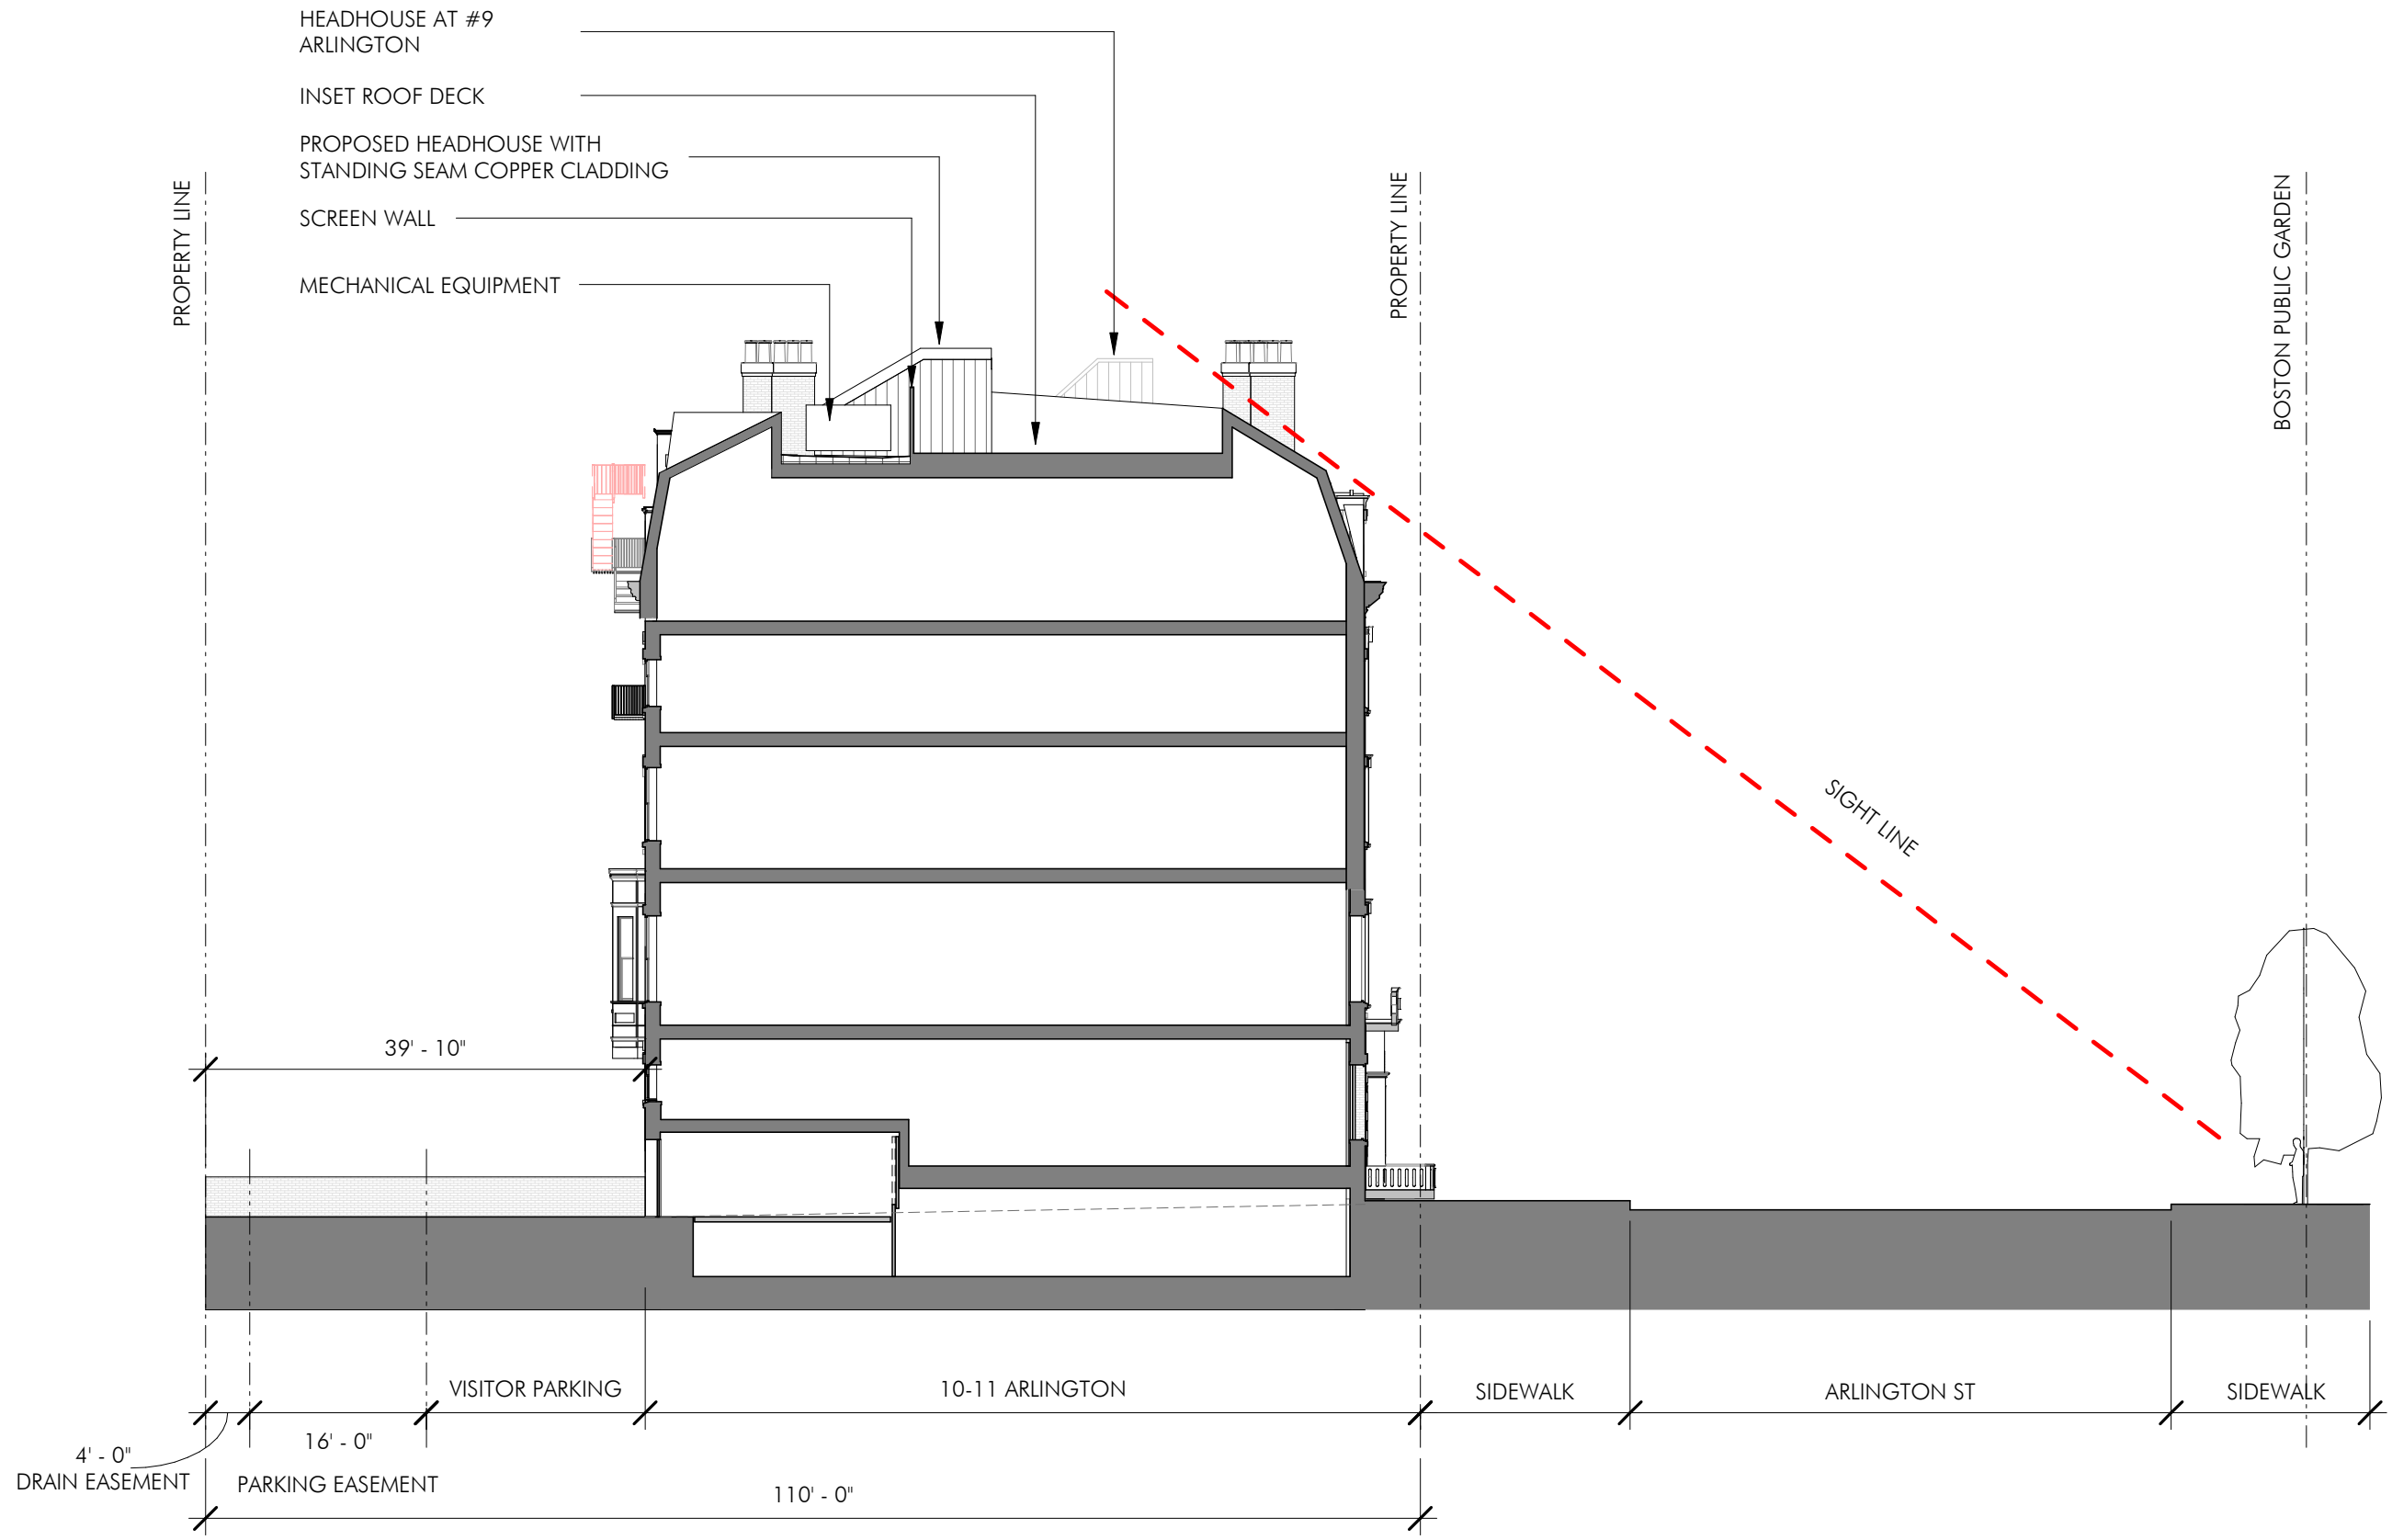 HEADHOUSE AT #9
ARLINGTON
INSET ROOF DECK
PROPOSED HEADHOUSE WITH
STANDING SEAM COPPER CLADDING
SCREEN WALL
MECHANICAL EQUIPMENT
PROPERTY LINE
PROPERTY LINE
BOSTON PUBLIC GARDEN
SIGHT LINE
39' - 10"
VISITOR PARKING
10-11 ARLINGTON
SIDEWALK
ARLINGTON ST
SIDEWALK
4' - 0"
DRAIN EASEMENT
16' - 0"
PARKING EASEMENT
110' - 0"